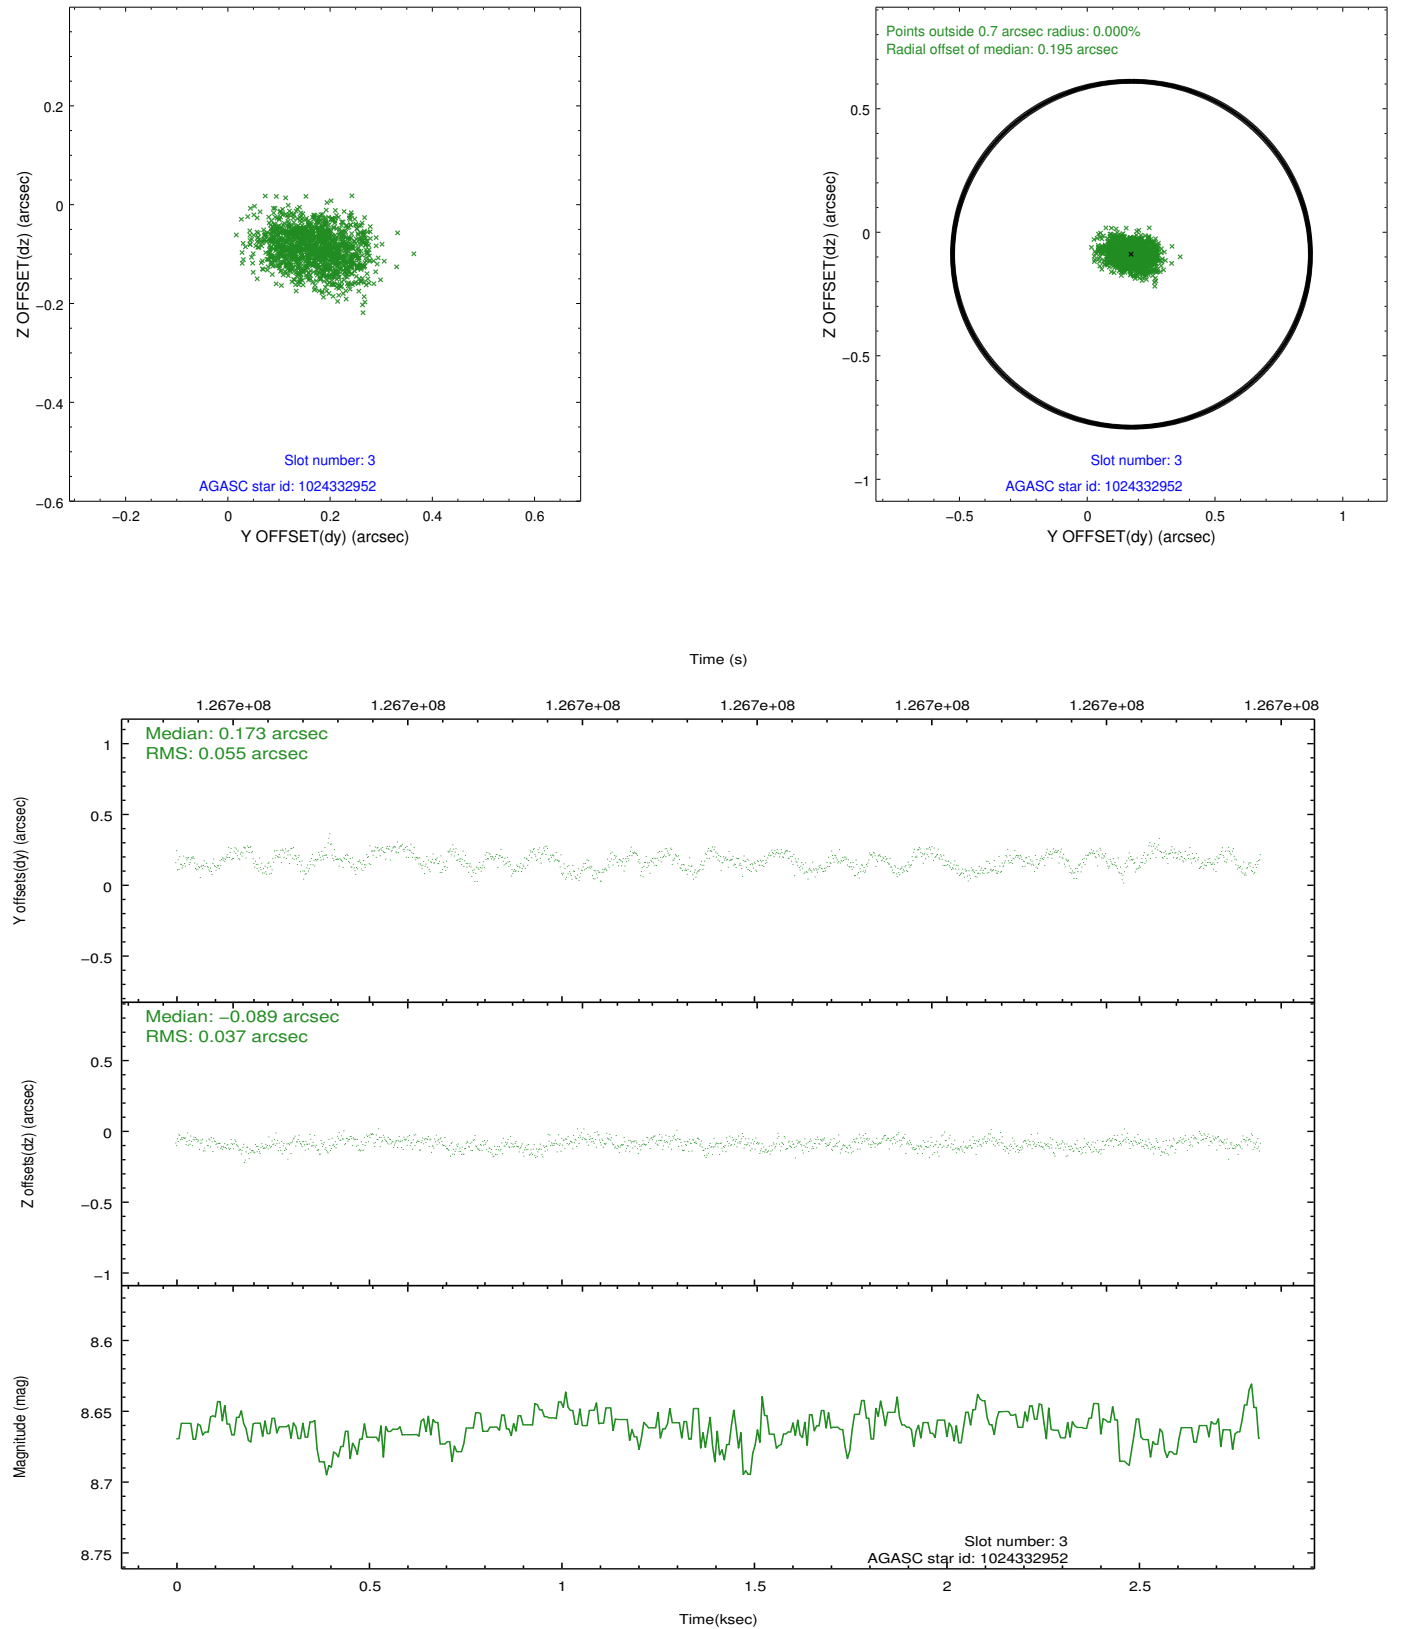 0.2
0
−0.2
−0.4
−0.6
Z OFFSET(dz) (arcsec)
Slot number: 3
AGASC star id: 1024332952
−0.2 0 0.2 0.4 0.6
Y OFFSET(dy) (arcsec)
Points outside 0.7 arcsec radius: 0.000%
Radial offset of median: 0.195 arcsec
0.5
0
−0.5
−1
Z OFFSET(dz) (arcsec)
Slot number: 3
AGASC star id: 1024332952
−0.5 0 0.5 1
Y OFFSET(dy) (arcsec)
Time (s)
1.267e+08 1.267e+08 1.267e+08 1.267e+08 1.267e+08 1.267e+08 1.267e+08
Median: 0.173 arcsec
RMS: 0.055 arcsec
1
0.5
0
−0.5
Y offsets(dy) (arcsec)
Median: −0.089 arcsec
RMS: 0.037 arcsec
0.5
0
−0.5
−1
Z offsets(dz) (arcsec)
8.6
8.65
8.7
8.75
Magnitude (mag)
Slot number: 3
AGASC star id: 1024332952
0 0.5 1 1.5 2 2.5
Time(ksec)